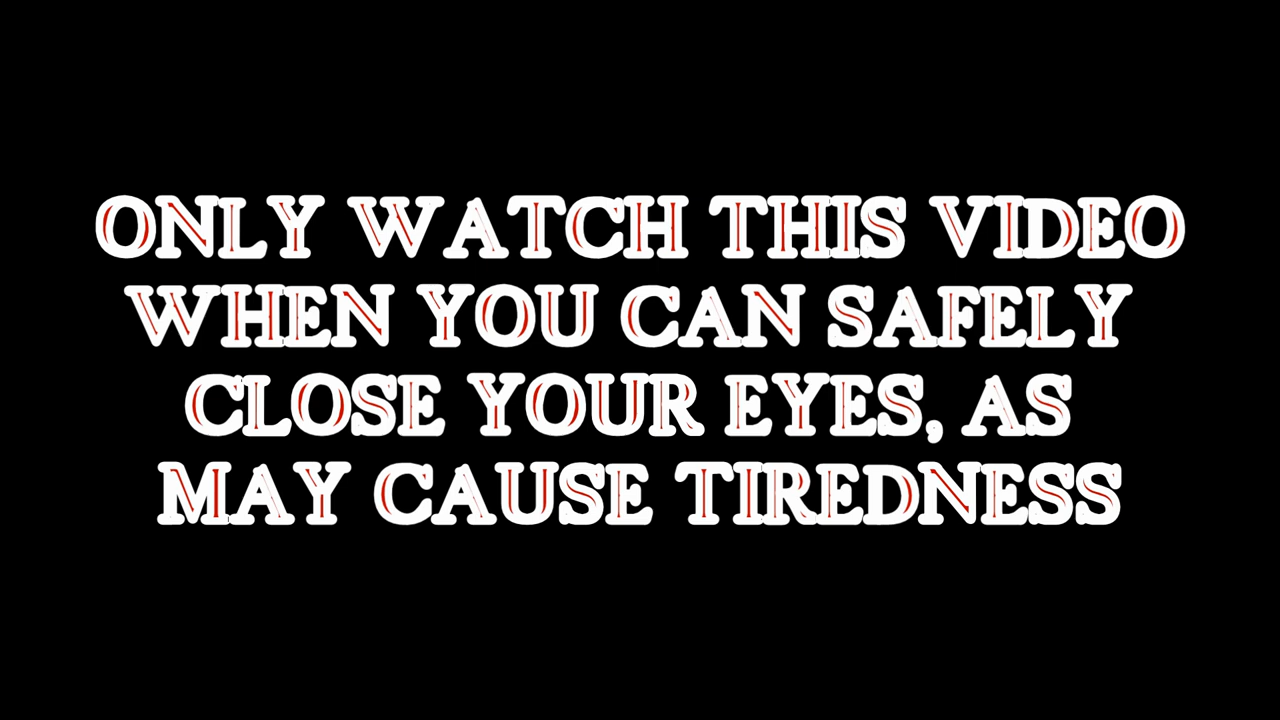 ONLY WATCH THIS VIDEO
WHEN YOU CAN SAFELY
CLOSE YOUR EYES, AS
MAY CAUSE TIREDNESS